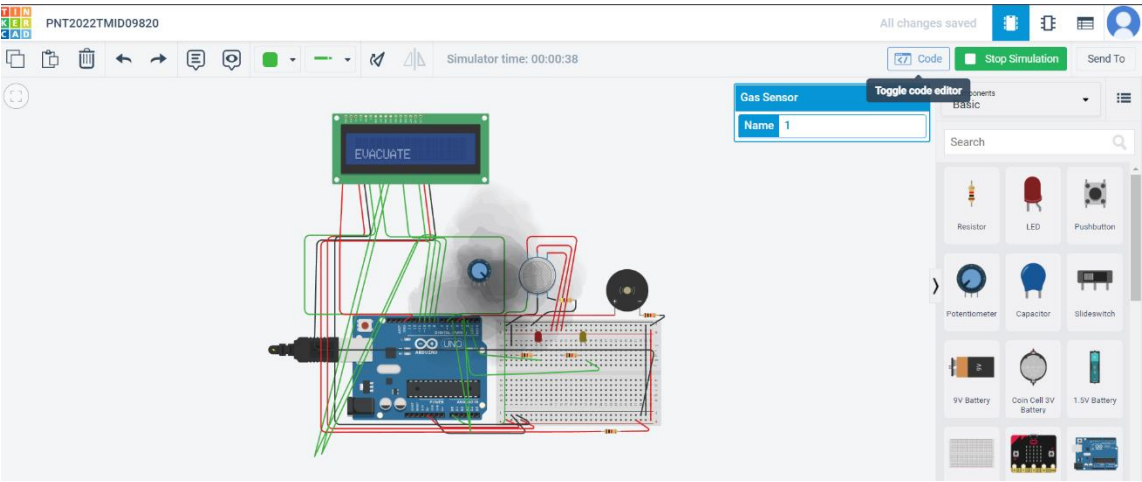 TIN
KER
CAD
PNT2022TMID09820
All changes saved
Simulator time: 00:00:38
Code
Stop Simulation
Send To
Toggle code editor
Gas Sensor
Name 1
Basic
Search
EVACUATE
Resistor
LED
Pushbutton
Potentiometer
Capacitor
Slideswitch
9V Battery
Coin Cell 3V
Battery
1.5V Battery
UNO
ARDUINO